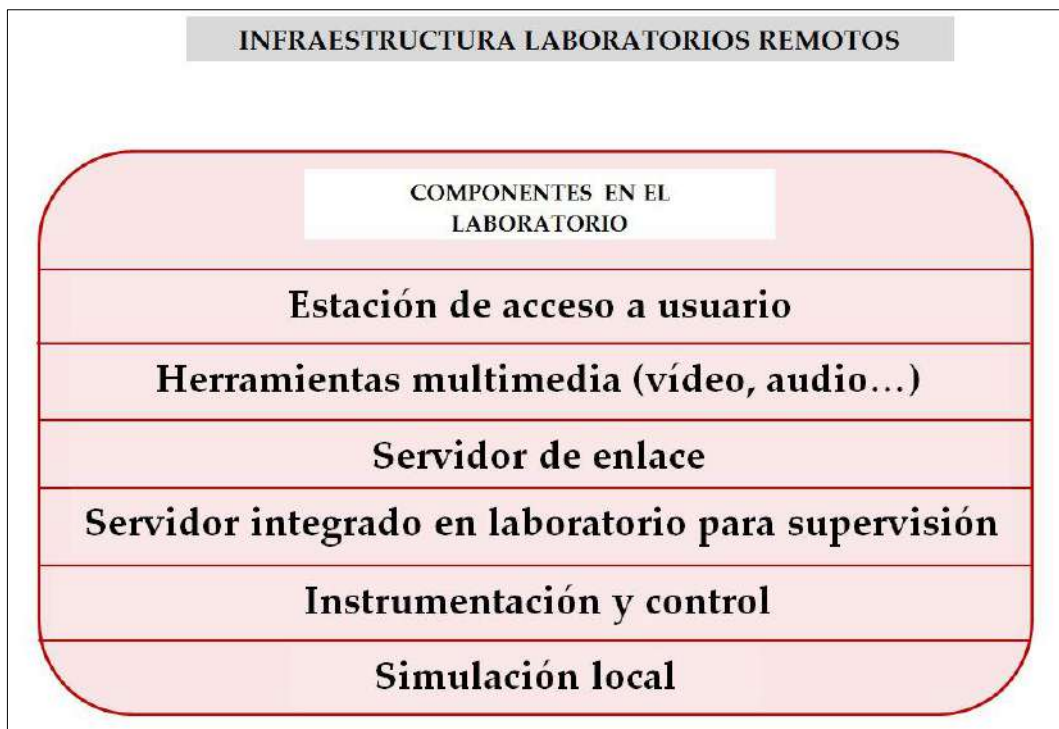 INFRAESTRUCTURA LABORATORIOS REMOTOS
COMPONENTES EN EL
LABORATORIO
Estación de acceso a usuario
Herramientas multimedia (vídeo, audio...)
Servidor de enlace
Servidor integrado en laboratorio para supervisión
Instrumentación y control
Simulación local